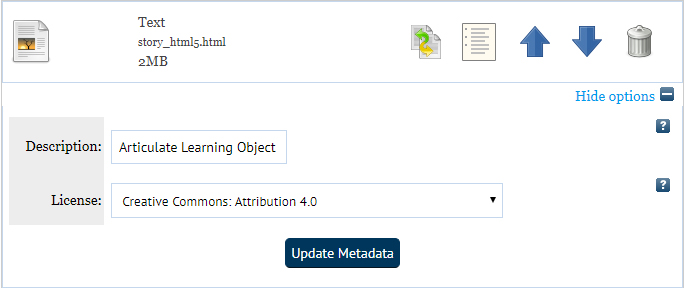 Text
story_html5.html
2MB
Hide options
?
Description: Articulate Learning Object
?
License: Creative Commons: Attribution 4.0
Update Metadata